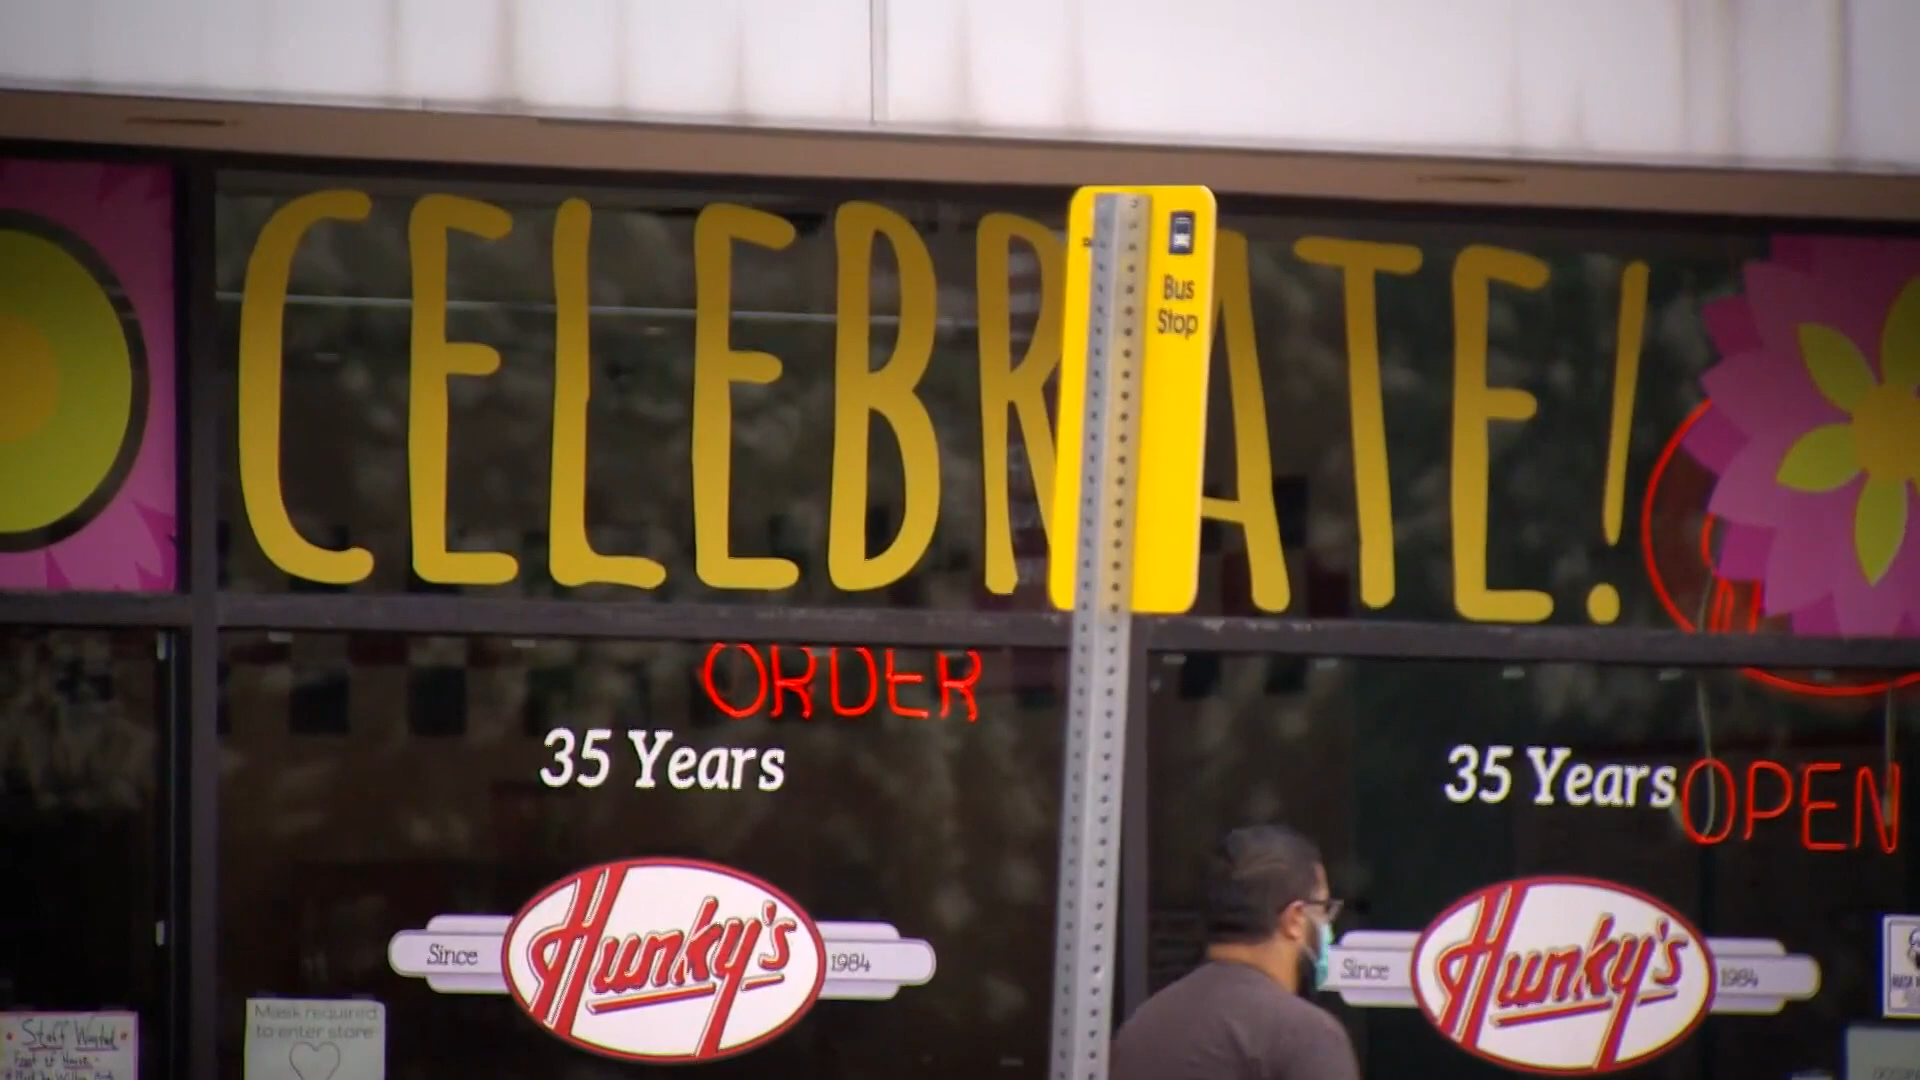 CELEBRATE!
Bus
Stop
ORDER
35 Years
35 Years
OPEN
Since
Hunky's
1984
Since
Hunky's
1984
Mask required
to enter store
Staff Wanted